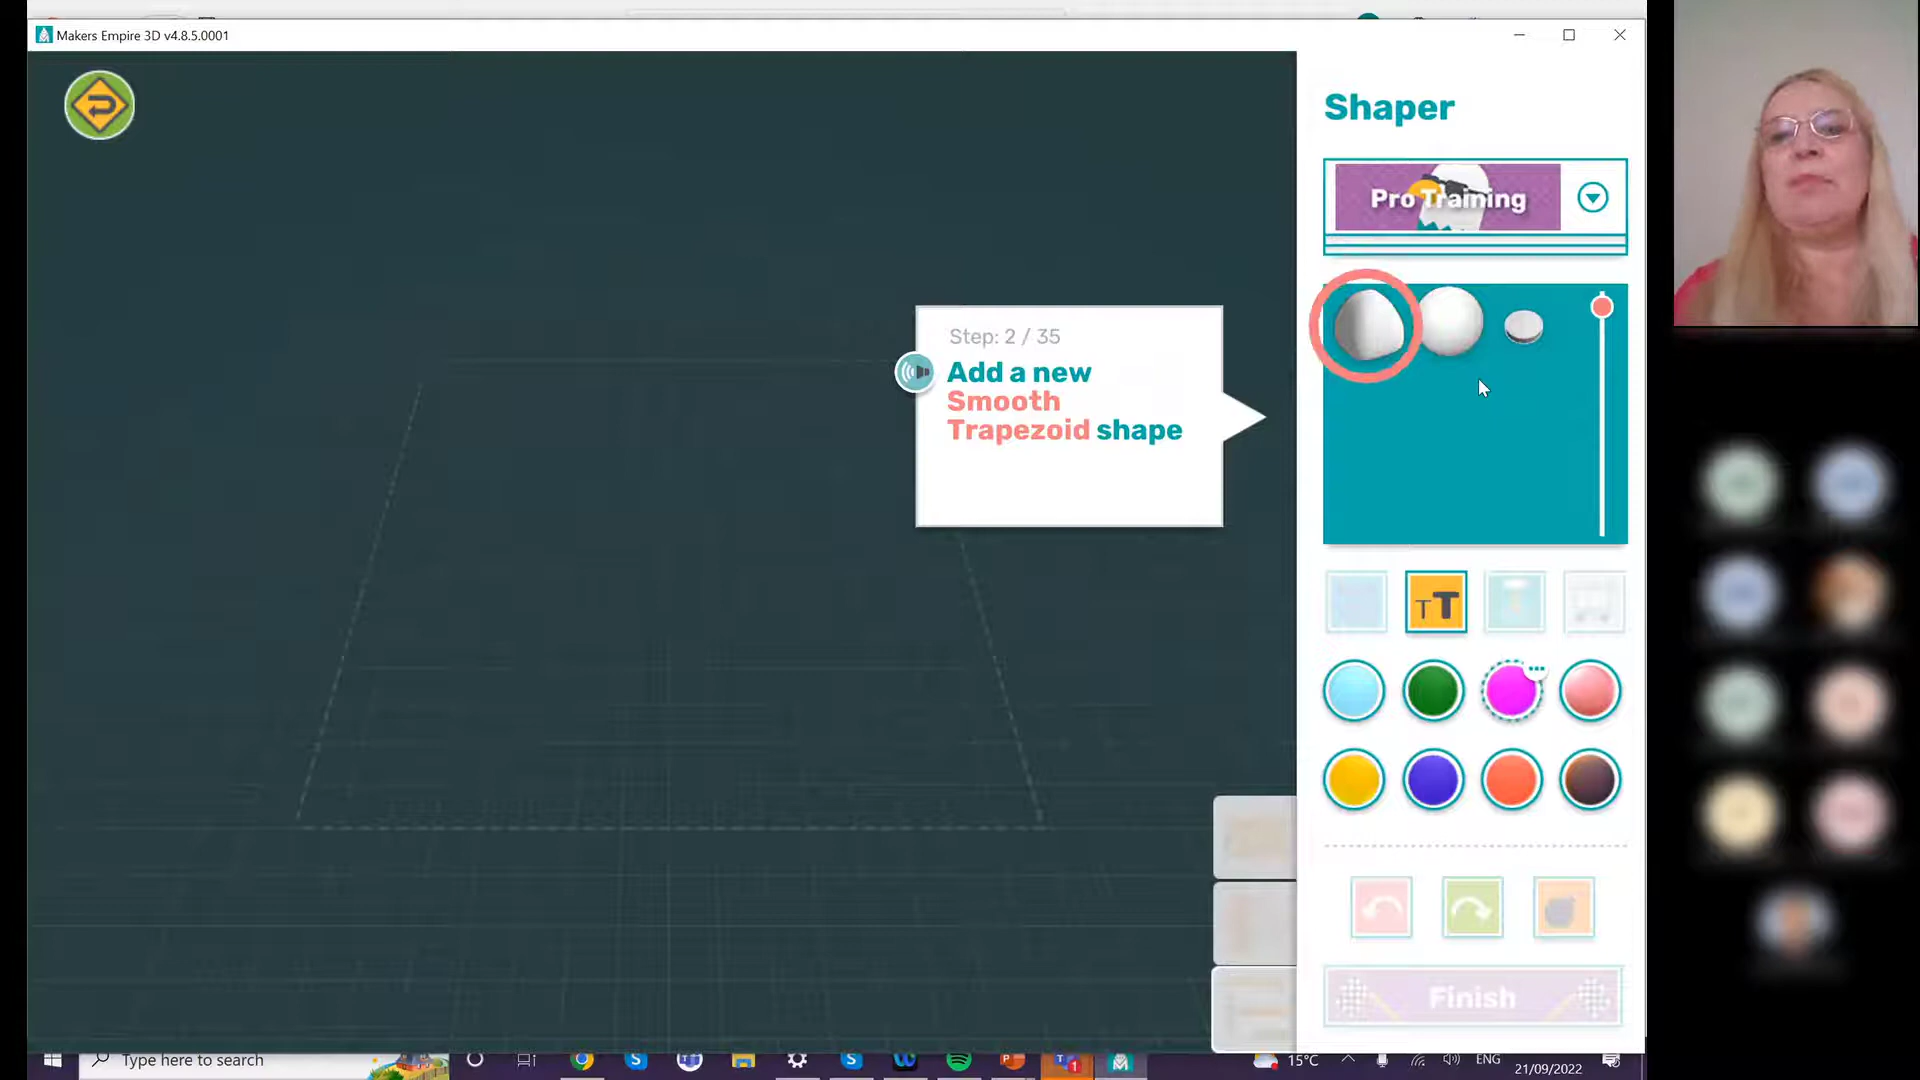 Makers Empire 3D v4.8.5.0001
Shaper
Pro Training
Step: 2 / 35
Add a new
Smooth
Trapezoid shape
TT
Finish
Type here to search
15°C
ENG
21/09/2022